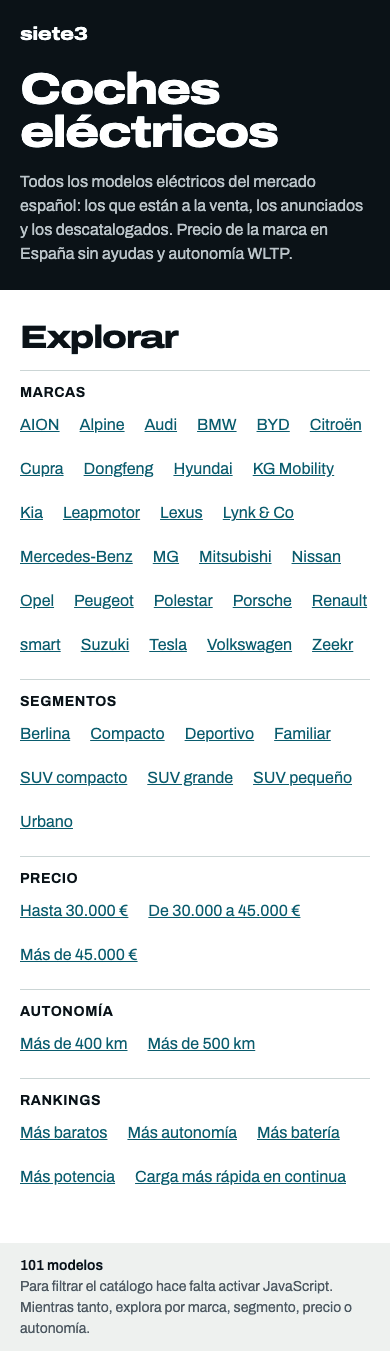 siete3
Coches
eléctricos
Todos los modelos eléctricos del mercado
español: los que están a la venta, los anunciados
y los descatalogados. Precio de la marca en
España sin ayudas y autonomía WLTP.
Explorar
MARCAS
AION Alpine Audi BMW BYD Citroën
Cupra Dongfeng Hyundai KG Mobility
Kia Leapmotor Lexus Lynk & Co
Mercedes-Benz MG Mitsubishi Nissan
Opel Peugeot Polestar Porsche Renault
smart Suzuki Tesla Volkswagen Zeekr
SEGMENTOS
Berlina Compacto Deportivo Familiar
SUV compacto SUV grande SUV pequeño
Urbano
PRECIO
Hasta 30.000 € De 30.000 a 45.000 €
Más de 45.000 €
AUTONOMÍA
Más de 400 km Más de 500 km
RANKINGS
Más baratos Más autonomía Más batería
Más potencia Carga más rápida en continua
101 modelos
Para filtrar el catálogo hace falta activar JavaScript.
Mientras tanto, explora por marca, segmento, precio o
autonomía.